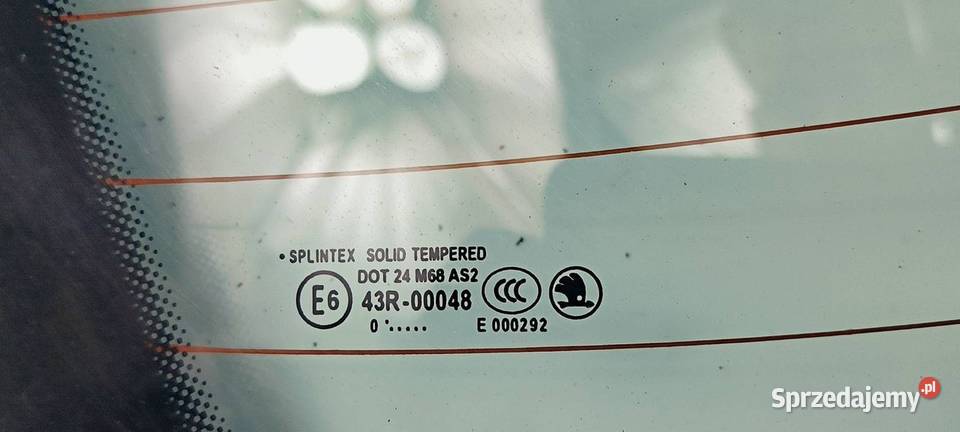 • SPLINTEX SOLID TEMPERED
DOT 24 M68 AS2
E6 43R-00048 CCC
0 '..... E 000292
Sprzedajemy.pl